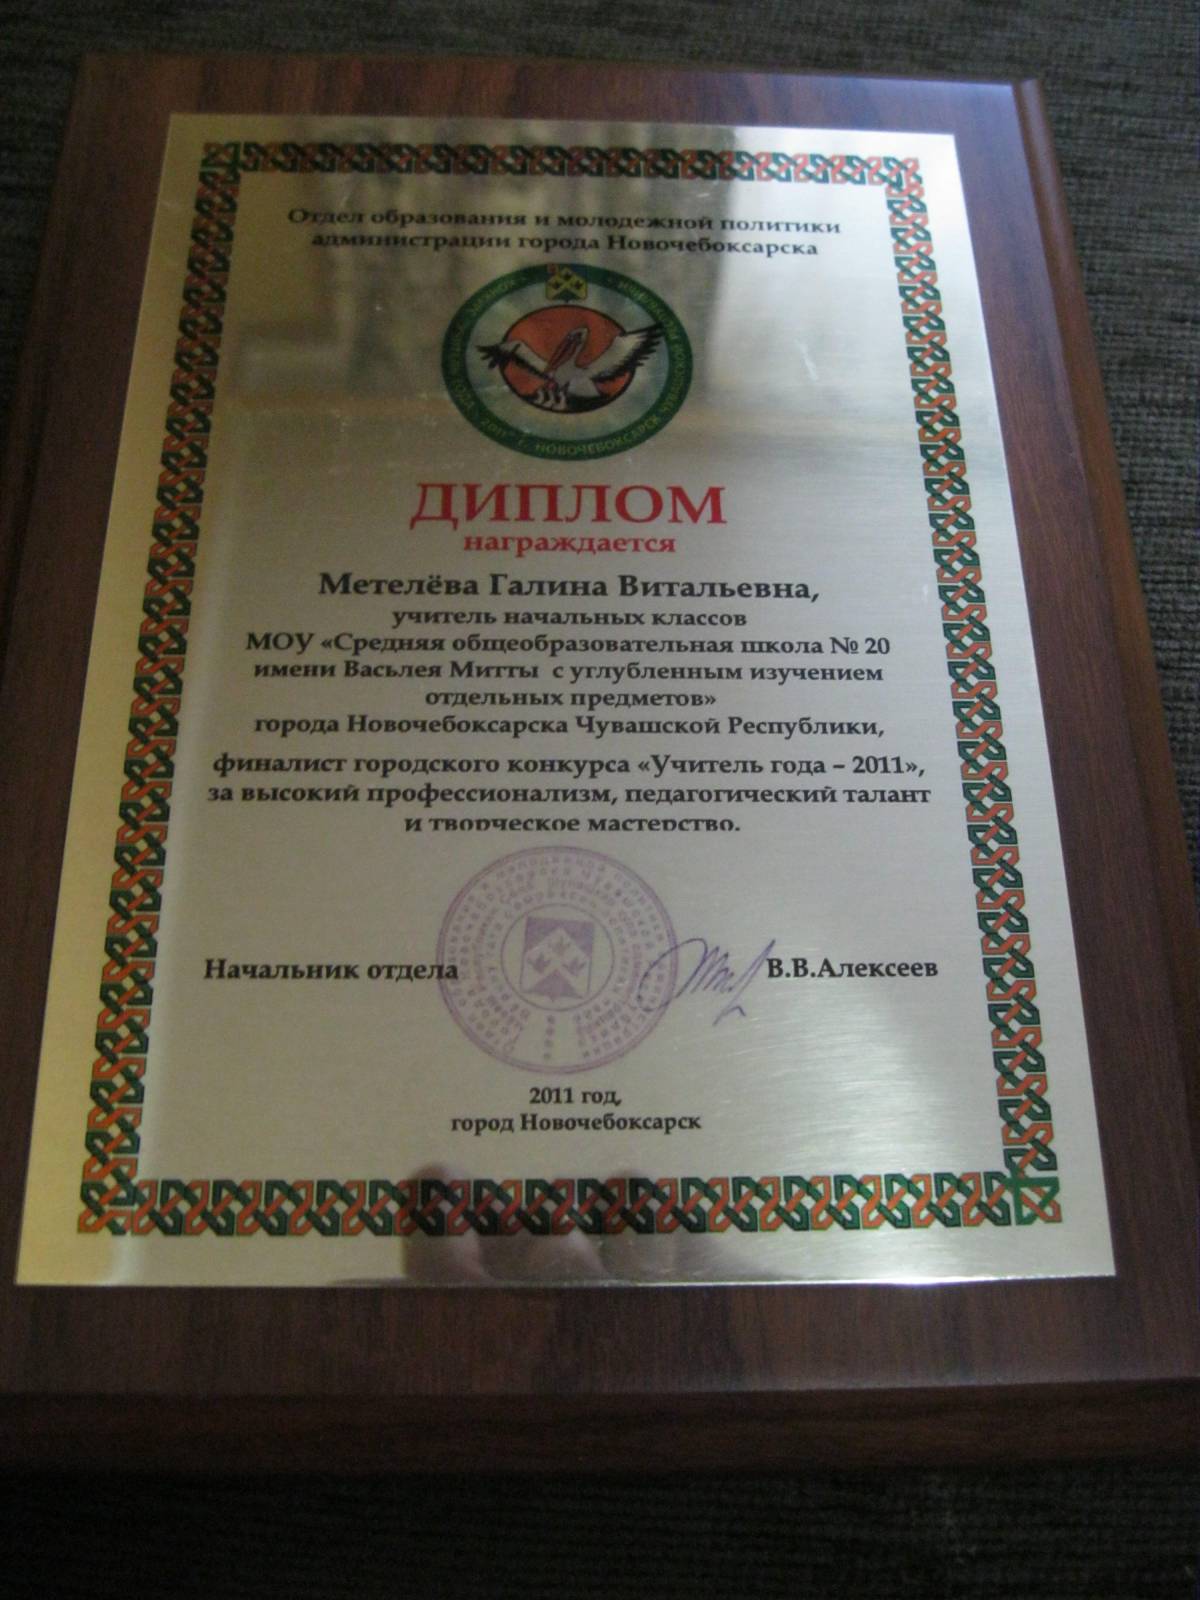 Отдел образования и молодежной политики
администрации города Новочебоксарска
2011" г. НОВОЧЕБОКСАРСК
ДИПЛОМ
награждается
Метелёва Галина Витальевна,
учитель начальных классов
МОУ «Средняя общеобразовательная школа № 20
имени Васьлея Митты с углубленным изучением
отдельных предметов»
города Новочебоксарска Чувашской Республики,
финалист городского конкурса «Учитель года – 2011»,
за высокий профессионализм, педагогический талант
и творческое мастерство.
Начальник отдела
В.В.Алексеев
2011 год,
город Новочебоксарск